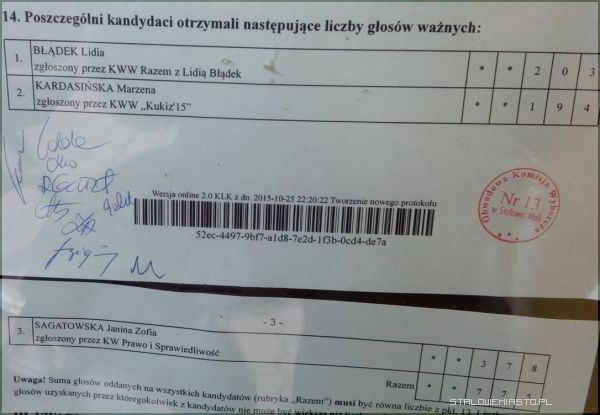 14. Poszczególni kandydaci otrzymali następujące liczby głosów ważnych:
1. BŁĄDEK Lidia
zgłoszony przez KWW Razem z Lidią Błądek * * 2 0 3
2. KARDASIŃSKA Marzena
zgłoszony przez KWW „Kukiz'15” * * 1 9 4
Wersja online 2.0 KLK z dn. 2015-10-25 22:20:22 Tworzenie nowego protokołu
52ec-4497-9bf7-a1d8-7e2d-1f3b-0cd4-de7a
Obwodowa Komisja Wyborcza
Nr 13
w Stalowej Woli
- 3 -
3. SAGATOWSKA Janina Zofia
zgłoszony przez KW Prawo i Sprawiedliwość * * 3 7 8
Razem * * 7 7
Uwaga! Suma głosów oddanych na wszystkich kandydatów (rubryka „Razem”) musi być równa liczbie z pkt. 13. Liczba
głosów uzyskanych przez któregokolwiek z kandydatów nie może być większa niż
STALOWEMIASTO.PL